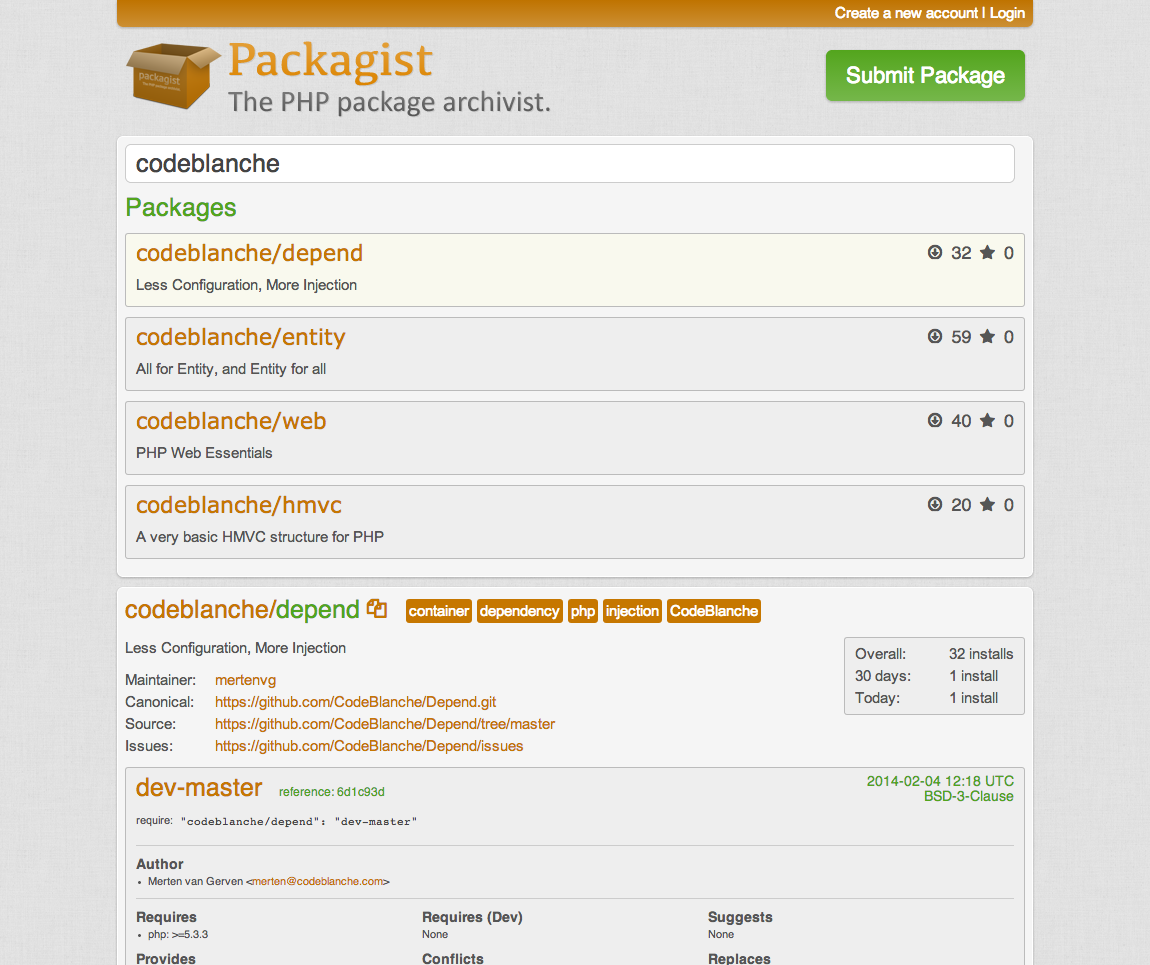 Create a new account | Login
packagist
The PHP package archivist.
Packagist
The PHP package archivist.
Submit Package
codeblanche
Packages
codeblanche/depend 32 0
Less Configuration, More Injection
codeblanche/entity 59 0
All for Entity, and Entity for all
codeblanche/web 40 0
PHP Web Essentials
codeblanche/hmvc 20 0
A very basic HMVC structure for PHP
codeblanche/depend container dependency php injection CodeBlanche
Less Configuration, More Injection
Overall: 32 installs
30 days: 1 install
Today: 1 install
Maintainer: mertenvg
Canonical: https://github.com/CodeBlanche/Depend.git
Source: https://github.com/CodeBlanche/Depend/tree/master
Issues: https://github.com/CodeBlanche/Depend/issues
dev-master reference: 6d1c93d 2014-02-04 12:18 UTC
BSD-3-Clause
require: "codeblanche/depend": "dev-master"
Author
• Merten van Gerven <merten@codeblanche.com>
Requires Requires (Dev) Suggests
• php: >=5.3.3 None None
Provides Conflicts Replaces